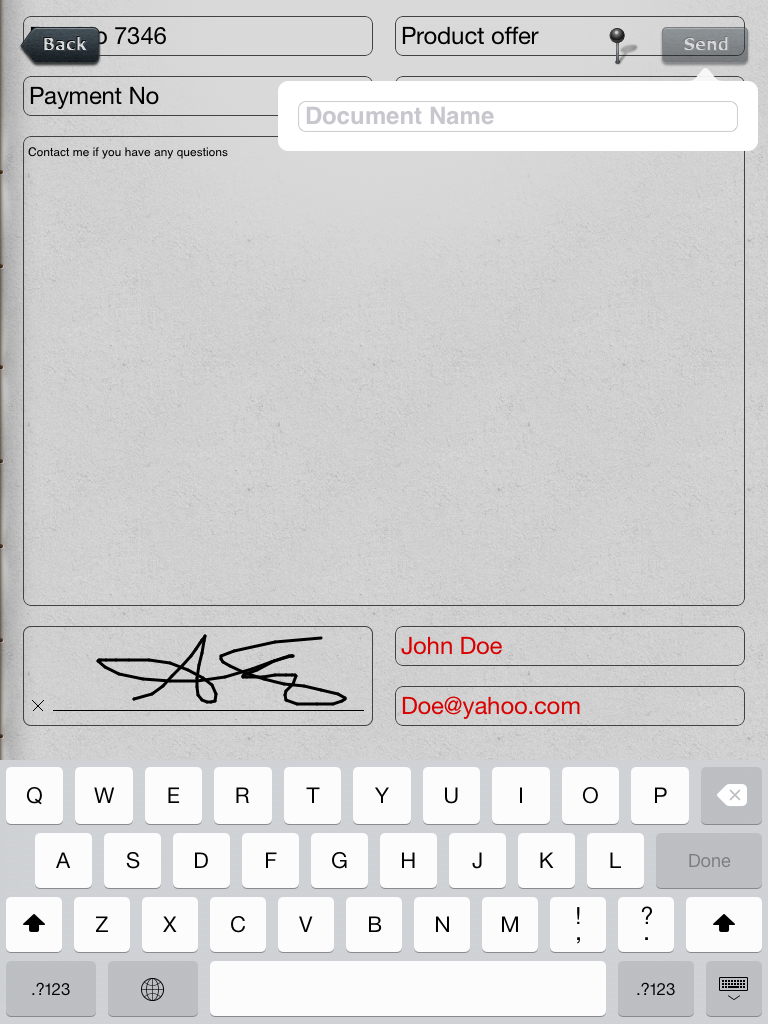 Back
o 7346
Product offer
Send
Payment No
Document Name
Contact me if you have any questions
John Doe
Doe@yahoo.com
Q W E R T Y U I O P
A S D F G H J K L Done
Z X C V B N M ! , ? .
.?123 .?123